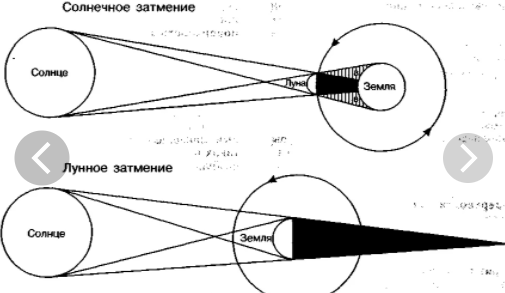 Солнечное затмение
Солнце
Луна
Земля
Лунное затмение
Солнце
Земля